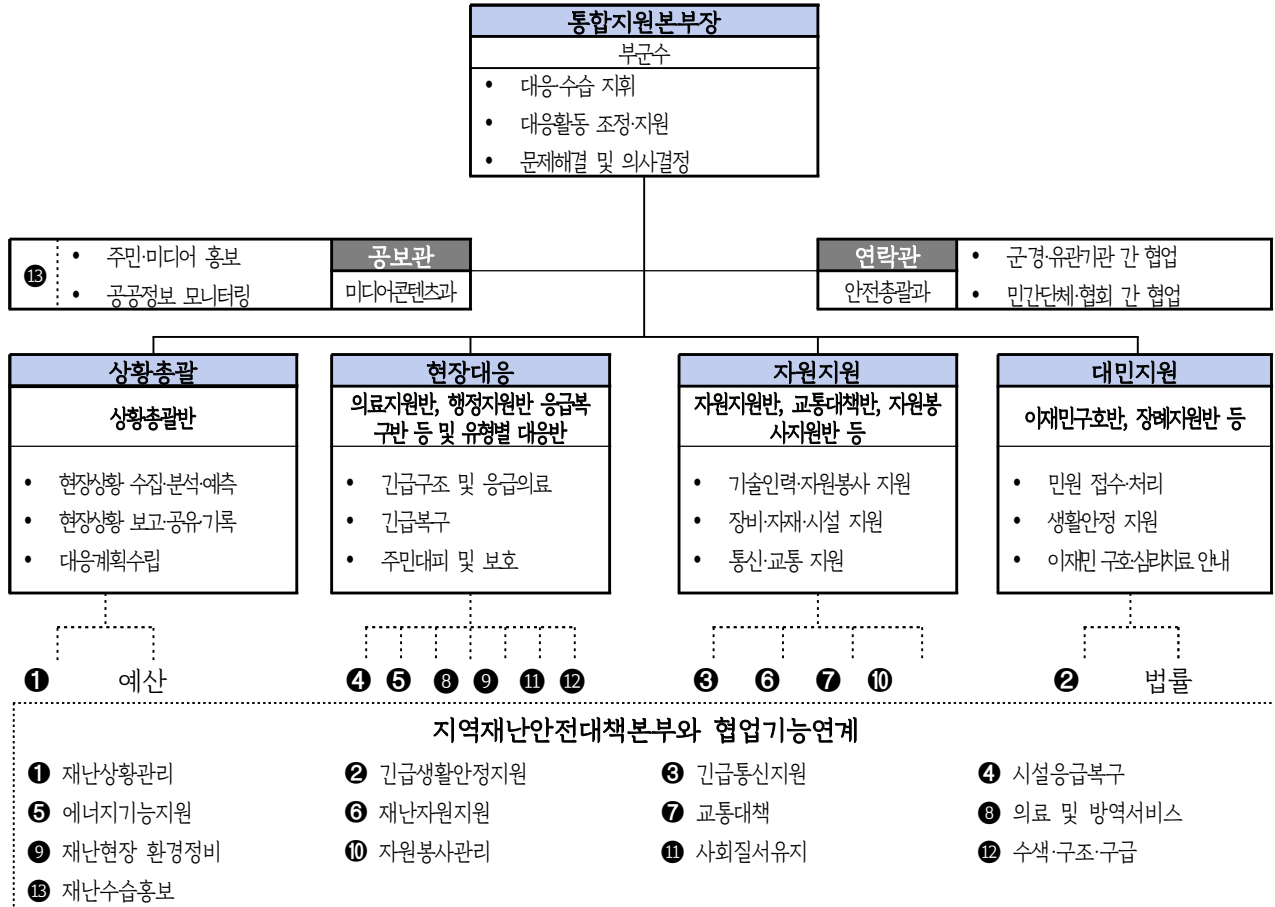 통합지원본부장
부군수
• 대응·수습 지휘
• 대응활동 조정·지원
• 문제해결 및 의사결정
⓭
• 주민·미디어 홍보
• 공공정보 모니터링
공보관
미디어콘텐츠과
연락관
안전총괄과
• 군·경·유관기관 간 협업
• 민간단체·협회 간 협업
상황총괄
상황총괄반
• 현장상황 수집·분석·예측
• 현장상황 보고·공유·기록
• 대응계획수립
현장대응
의료지원반, 행정지원반 응급복
구반 등 및 유형별 대응반
• 긴급구조 및 응급의료
• 긴급복구
• 주민대피 및 보호
자원지원
자원지원반, 교통대책반, 자원봉
사지원반 등
• 기술인력·자원봉사 지원
• 장비·자재·시설 지원
• 통신·교통 지원
대민지원
이재민구호반, 장례지원반 등
• 민원 접수·처리
• 생활안정 지원
• 이재민 구호·심리치료 안내
❶ 예산
❹ ❺ ❽ ❾ ⓫ ⓬
❸ ❻ ❼ ❿
❷ 법률
지역재난안전대책본부와 협업기능연계
❶ 재난상황관리 ❷ 긴급생활안정지원 ❸ 긴급통신지원 ❹ 시설응급복구
❺ 에너지기능지원 ❻ 재난자원지원 ❼ 교통대책 ❽ 의료 및 방역서비스
❾ 재난현장 환경정비 ❿ 자원봉사관리 ⓫ 사회질서유지 ⓬ 수색·구조·구급
⓭ 재난수습홍보